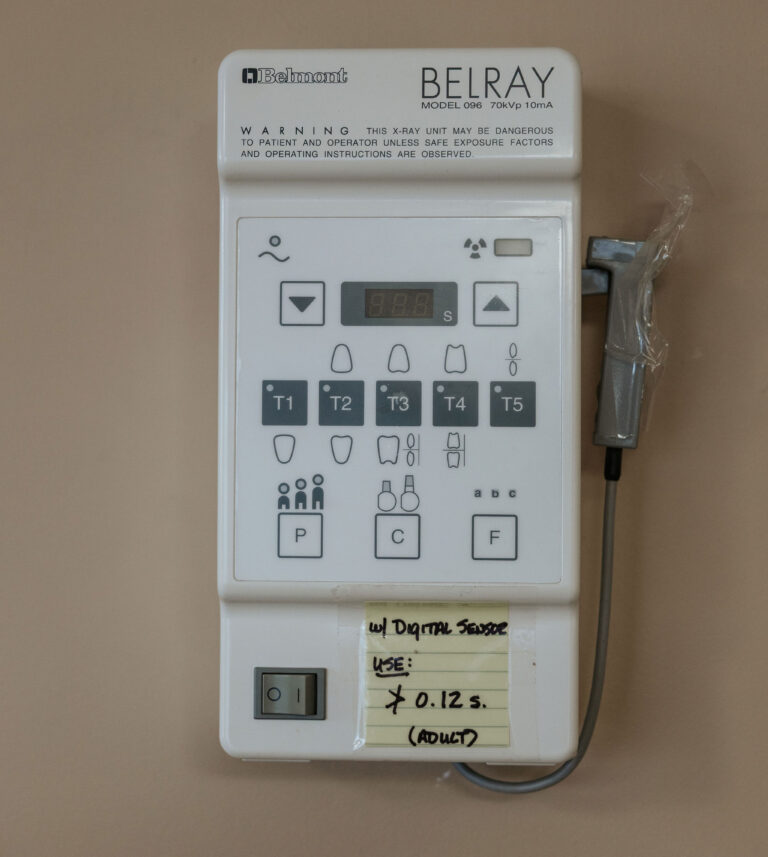 Belmont
BELRAY
MODEL 096 70kVp 10mA
WARNING THIS X-RAY UNIT MAY BE DANGEROUS
TO PATIENT AND OPERATOR UNLESS SAFE EXPOSURE FACTORS
AND OPERATING INSTRUCTIONS ARE OBSERVED.
S
T1 T2 T3 T4 T5
a b c
P C F
W/ DIGITAL SENSOR
USE:
0.12 s.
(ADULT)